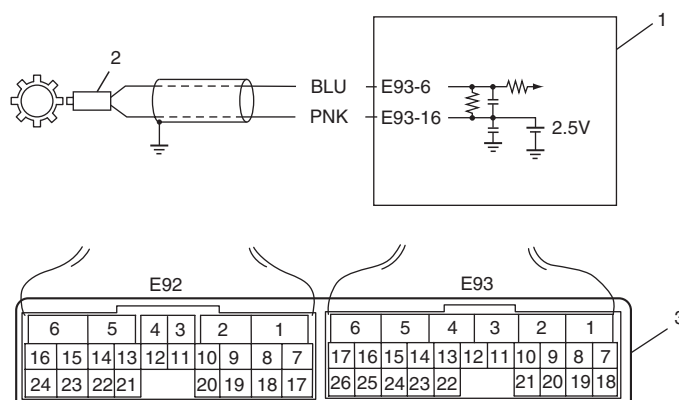 1
2
BLU E93-6
PNK E93-16
2.5V
E92 E93
3
6 5 4 3 2 1 6 5 4 3 2 1
16 15 14 13 12 11 10 9 8 7 17 16 15 14 13 12 11 10 9 8 7
24 23 22 21 20 19 18 17 26 25 24 23 22 21 20 19 18